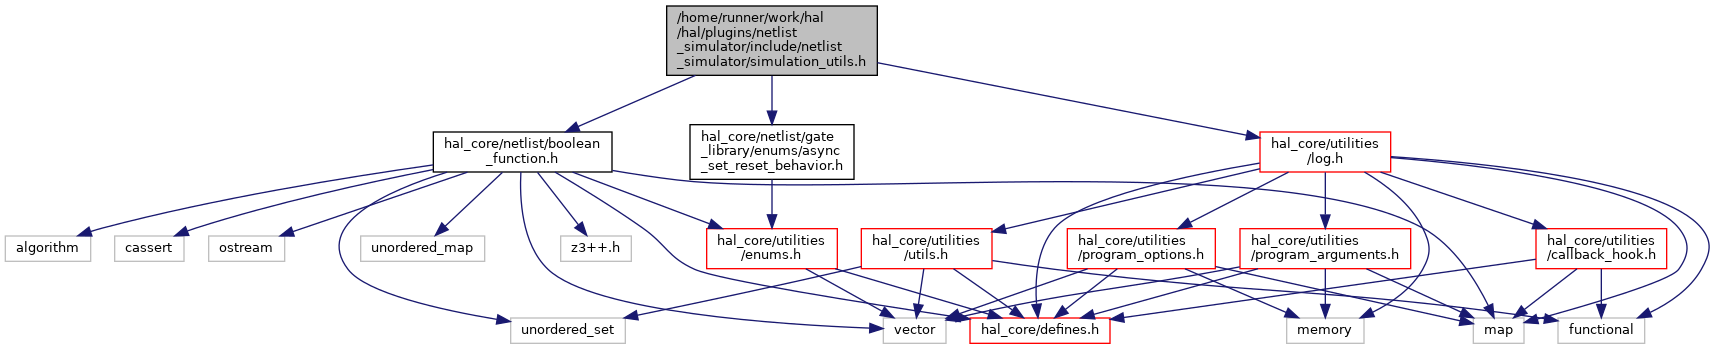 /home/runner/work/hal
/hal/plugins/netlist
_simulator/include/netlist
_simulator/simulation_utils.h
hal_core/netlist/boolean
_function.h
hal_core/netlist/gate
_library/enums/async
_set_reset_behavior.h
hal_core/utilities
/log.h
algorithm
cassert
ostream
unordered_map
z3++.h
hal_core/utilities
/enums.h
hal_core/utilities
/utils.h
hal_core/utilities
/program_options.h
hal_core/utilities
/program_arguments.h
hal_core/utilities
/callback_hook.h
unordered_set
vector
hal_core/defines.h
memory
map
functional